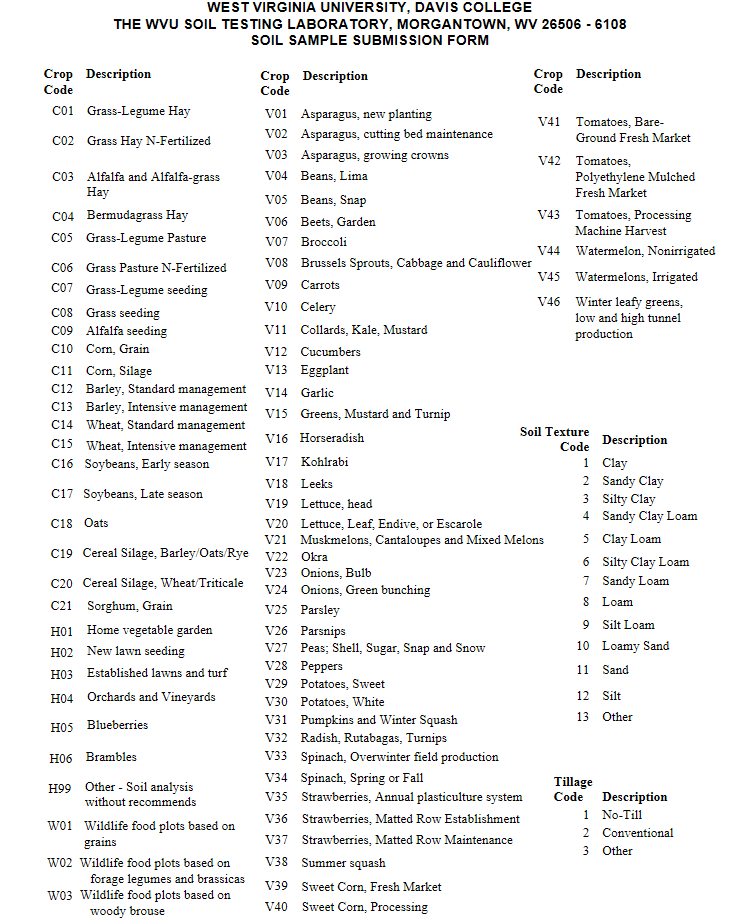 WEST VIRGINIA UNIVERSITY, DAVIS COLLEGE
THE WVU SOIL TESTING LABORATORY, MORGANTOWN, WV 26506 - 6108
SOIL SAMPLE SUBMISSION FORM
Crop Description
Code
C01 Grass-Legume Hay
C02 Grass Hay N-Fertilized
C03 Alfalfa and Alfalfa-grass
Hay
C04 Bermudagrass Hay
C05 Grass-Legume Pasture
C06 Grass Pasture N-Fertilized
C07 Grass-Legume seeding
C08 Grass seeding
C09 Alfalfa seeding
C10 Corn, Grain
C11 Corn, Silage
C12 Barley, Standard management
C13 Barley, Intensive management
C14 Wheat, Standard management
C15 Wheat, Intensive management
C16 Soybeans, Early season
C17 Soybeans, Late season
C18 Oats
C19 Cereal Silage, Barley/Oats/Rye
C20 Cereal Silage, Wheat/Triticale
C21 Sorghum, Grain
H01 Home vegetable garden
H02 New lawn seeding
H03 Established lawns and turf
H04 Orchards and Vineyards
H05 Blueberries
H06 Brambles
H99 Other - Soil analysis
without recommends
W01 Wildlife food plots based on
grains
W02 Wildlife food plots based on
forage legumes and brassicas
W03 Wildlife food plots based on
woody brouse
Crop Description
Code
V01 Asparagus, new planting
V02 Asparagus, cutting bed maintenance
V03 Asparagus, growing crowns
V04 Beans, Lima
V05 Beans, Snap
V06 Beets, Garden
V07 Broccoli
V08 Brussels Sprouts, Cabbage and Cauliflower
V09 Carrots
V10 Celery
V11 Collards, Kale, Mustard
V12 Cucumbers
V13 Eggplant
V14 Garlic
V15 Greens, Mustard and Turnip
V16 Horseradish
V17 Kohlrabi
V18 Leeks
V19 Lettuce, head
V20 Lettuce, Leaf, Endive, or Escarole
V21 Muskmelons, Cantaloupes and Mixed Melons
V22 Okra
V23 Onions, Bulb
V24 Onions, Green bunching
V25 Parsley
V26 Parsnips
V27 Peas; Shell, Sugar, Snap and Snow
V28 Peppers
V29 Potatoes, Sweet
V30 Potatoes, White
V31 Pumpkins and Winter Squash
V32 Radish, Rutabagas, Turnips
V33 Spinach, Overwinter field production
V34 Spinach, Spring or Fall
V35 Strawberries, Annual plasticulture system
V36 Strawberries, Matted Row Establishment
V37 Strawberries, Matted Row Maintenance
V38 Summer squash
V39 Sweet Corn, Fresh Market
V40 Sweet Corn, Processing
Crop Description
Code
V41 Tomatoes, Bare-
Ground Fresh Market
V42 Tomatoes,
Polyethylene Mulched
Fresh Market
V43 Tomatoes, Processing
Machine Harvest
V44 Watermelon, Nonirrigated
V45 Watermelons, Irrigated
V46 Winter leafy greens,
low and high tunnel
production
Soil Texture
Code Description
1 Clay
2 Sandy Clay
3 Silty Clay
4 Sandy Clay Loam
5 Clay Loam
6 Silty Clay Loam
7 Sandy Loam
8 Loam
9 Silt Loam
10 Loamy Sand
11 Sand
12 Silt
13 Other
Tillage
Code Description
1 No-Till
2 Conventional
3 Other